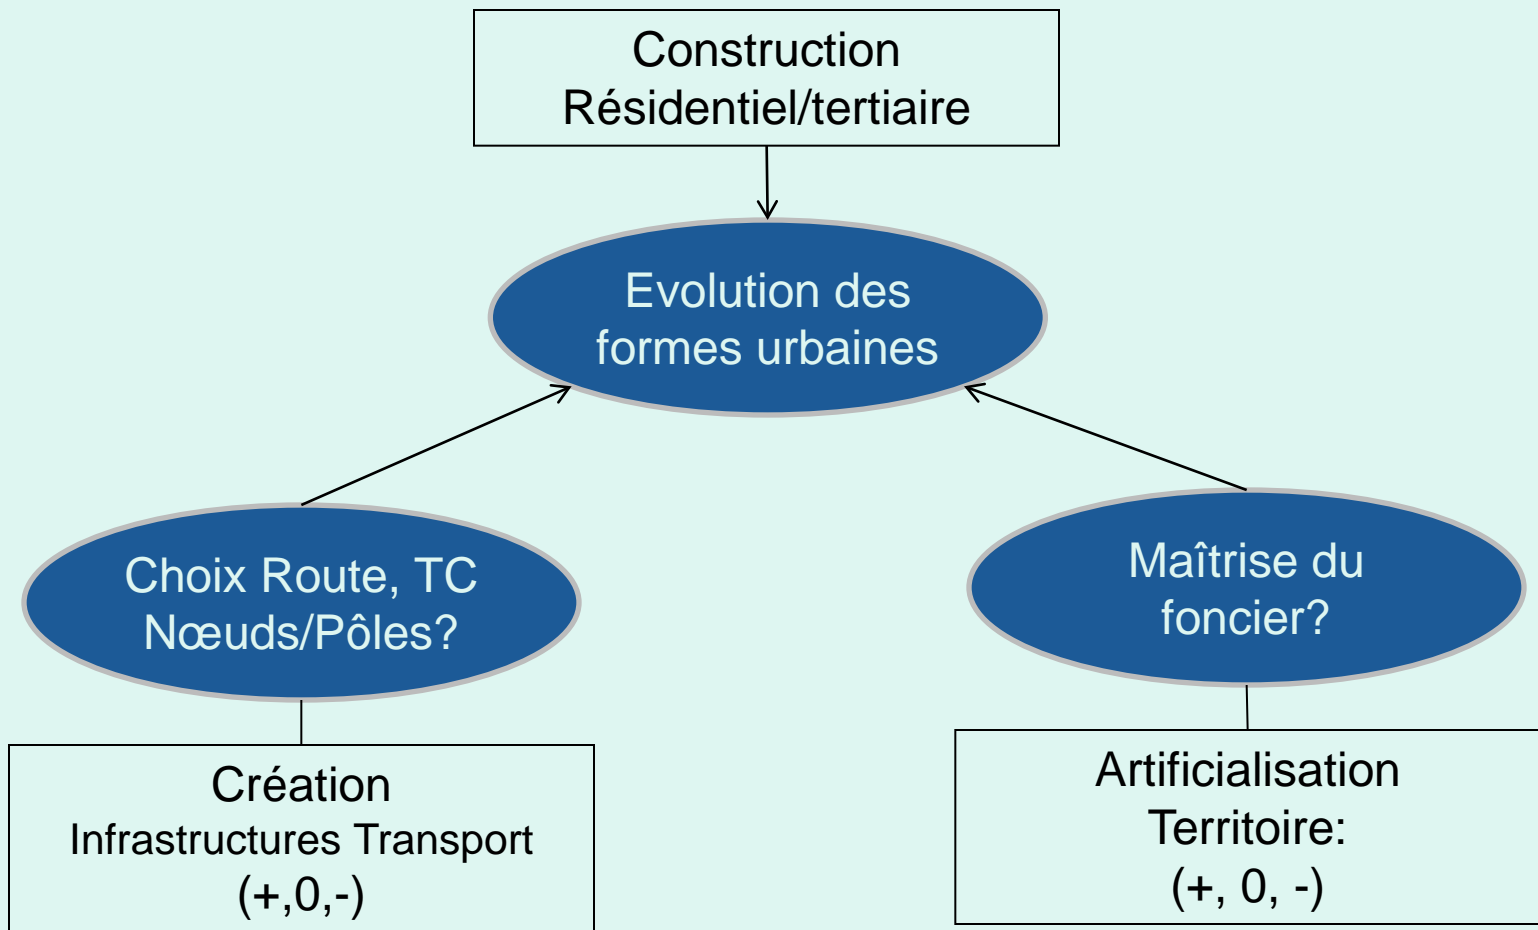 Construction
Résidentiel/tertiaire
Evolution des
formes urbaines
Choix Route, TC
Nœuds/Pôles?
Maîtrise du
foncier?
Création
Infrastructures Transport
(+,0,-)
Artificialisation
Territoire:
(+, 0, -)